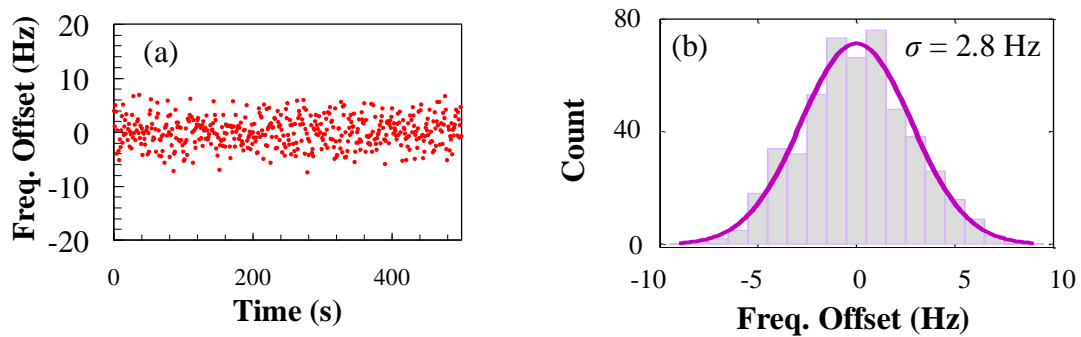 (a)
Freq. Offset (Hz)
20
10
0
-10
-20
0
200
400
Time (s)
(b)
σ = 2.8 Hz
Count
80
40
0
-10
-5
0
5
10
Freq. Offset (Hz)